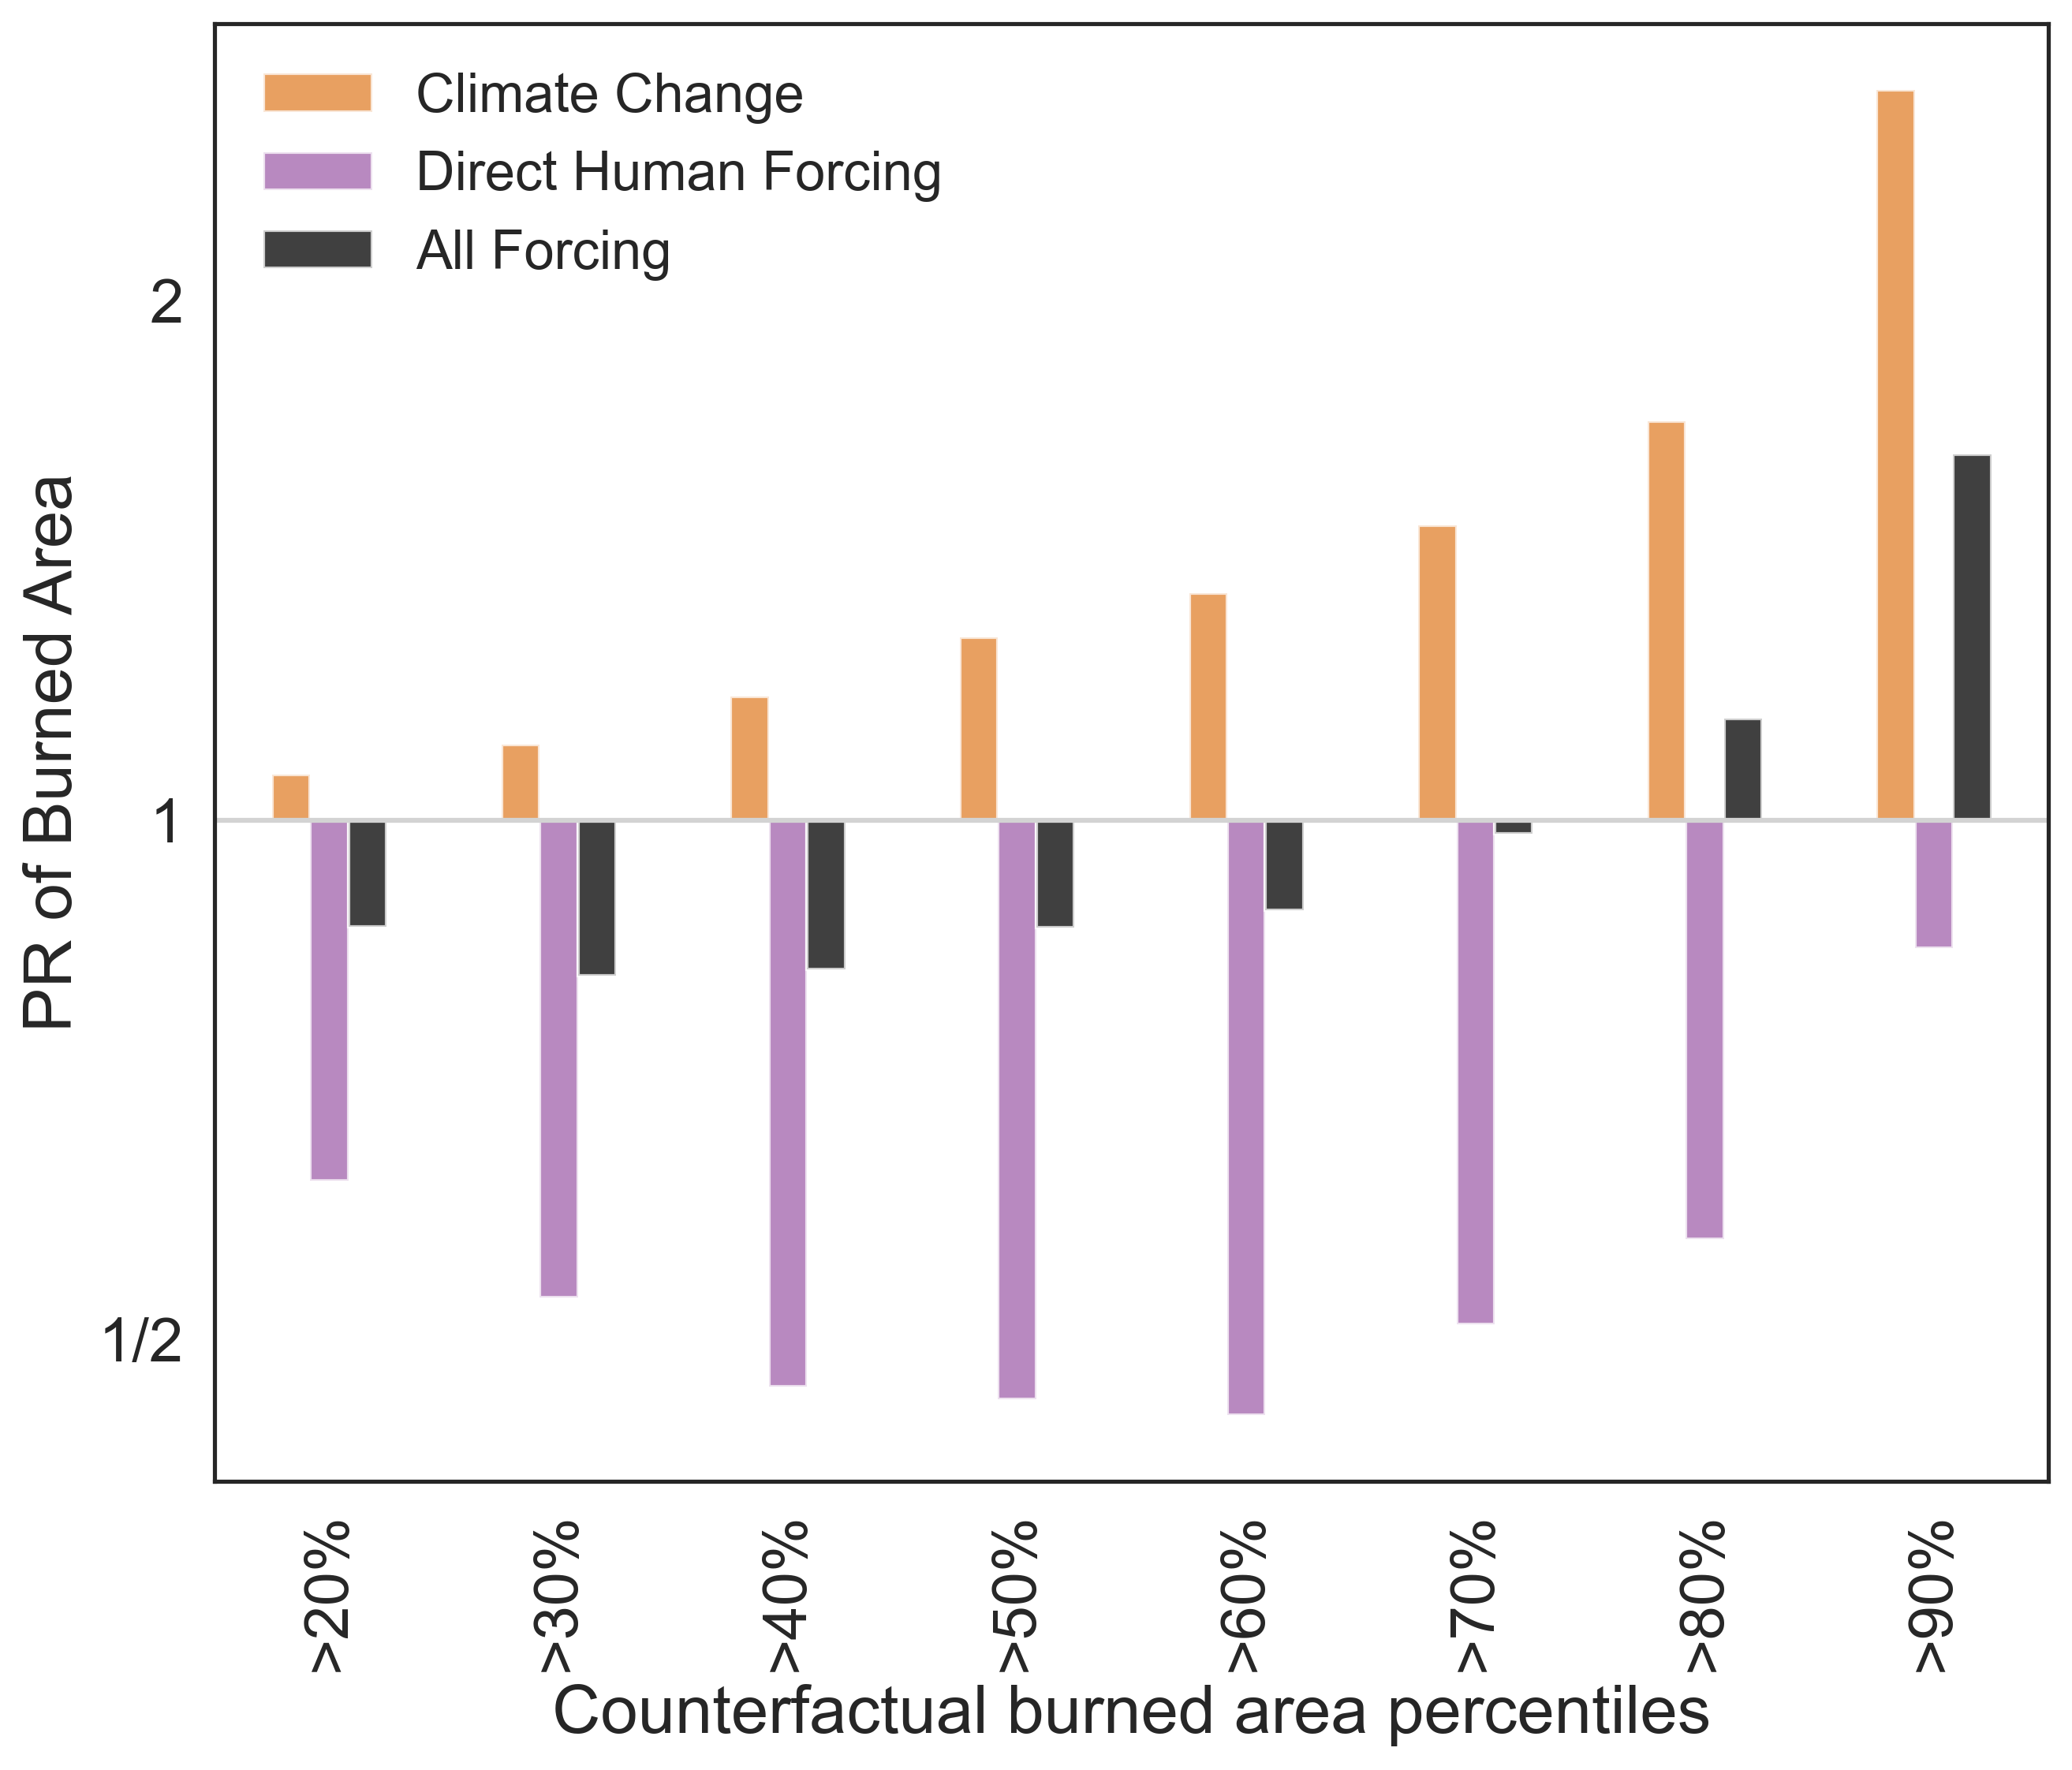 Climate Change
Direct Human Forcing
All Forcing
PR of Burned Area
2
1
1/2
>20%
>30%
>40%
>50%
>60%
>70%
>80%
>90%
Counterfactual burned area percentiles